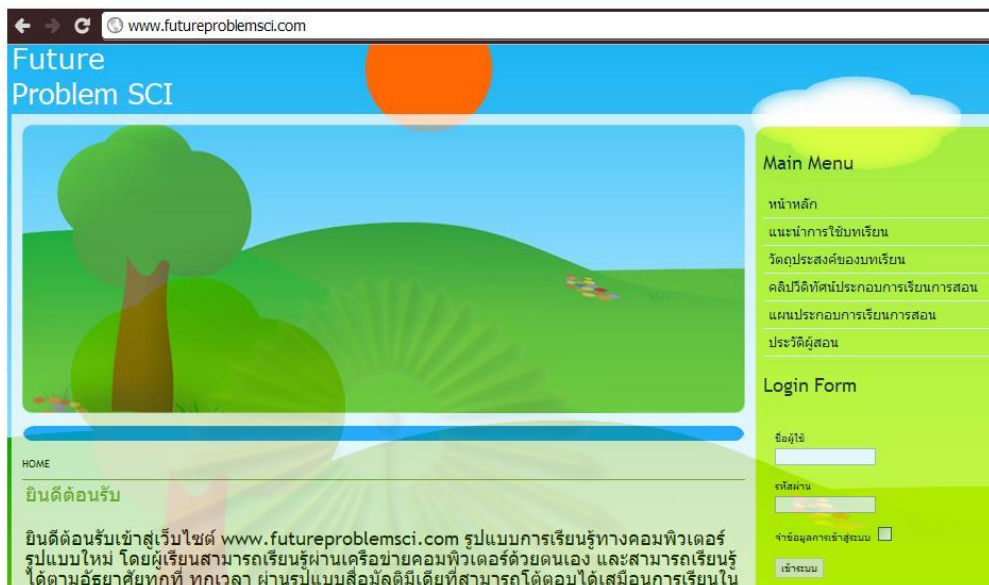 www.futureproblemsci.com
Future
Problem SCI
Main Menu
หน้าหลัก
แนะนำการใช้บทเรียน
วัตถุประสงค์ของบทเรียน
คลิปวีดิทัศน์ประกอบการเรียนการสอน
แผนประกอบการเรียนการสอน
ประวัติผู้สอน
Login Form
ชื่อผู้ใช้
รหัสผ่าน
จำข้อมูลการเข้าสู่ระบบ
เข้าระบบ
HOME
ยินดีต้อนรับ
ยินดีต้อนรับเข้าสู่เว็บไซต์ www.futureproblemsci.com รูปแบบการเรียนรู้ทางคอมพิวเตอร์
รูปแบบใหม่ โดยผู้เรียนสามารถเรียนรู้ผ่านเครือข่ายคอมพิวเตอร์ด้วยตนเอง และสามารถเรียนรู้
ได้ตามอัธยาศัยทุกที่ ทุกเวลา ผ่านรูปแบบสื่อมัลติมีเดียที่สามารถโต้ตอบได้เสมือนการเรียนใน